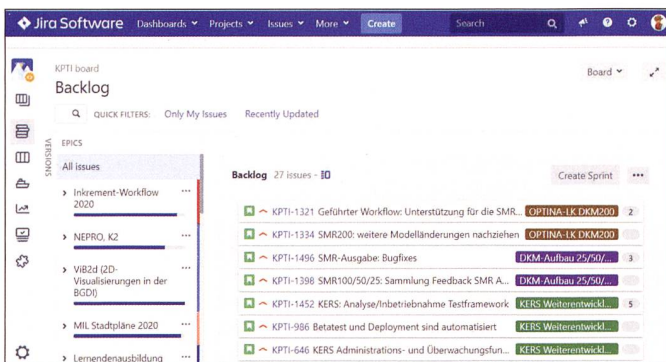 Jira Software Dashboards Projects Issues More Create Search
KPTI board
Board
Backlog
QUICK FILTERS: Only My Issues Recently Updated
VERSIONS
EPICS
All issues
Inkrement-Workflow
2020
NEPRO, K2
ViB2d (2D-
Visualisierungen in der
BGDI)
MIL Stadtpläne 2020
Lernendenausbildung
Backlog 27 issues -
Create Sprint
KPTI-1321 Geführter Workflow: Unterstützung für die SMR... OPTINA-LK DKM200 2
KPTI-1334 SMR200: weitere Modelländerungen nachziehen OPTINA-LK DKM200
KPTI-1496 SMR-Ausgabe: Bugfixes DKM-Aufbau 25/50/... 3
KPTI-1398 SMR100/50/25: Sammlung Feedback SMR A... DKM-Aufbau 25/50/...
KPTI-1452 KERS: Analyse/Inbetriebnahme Testframework KERS Weiterentwickl... 5
KPTI-986 Betatest und Deployment sind automatisiert KERS Weiterentwickl...
KPTI-646 KERS Administrations- und Überwachungsfun... KERS Weiterentwickl...